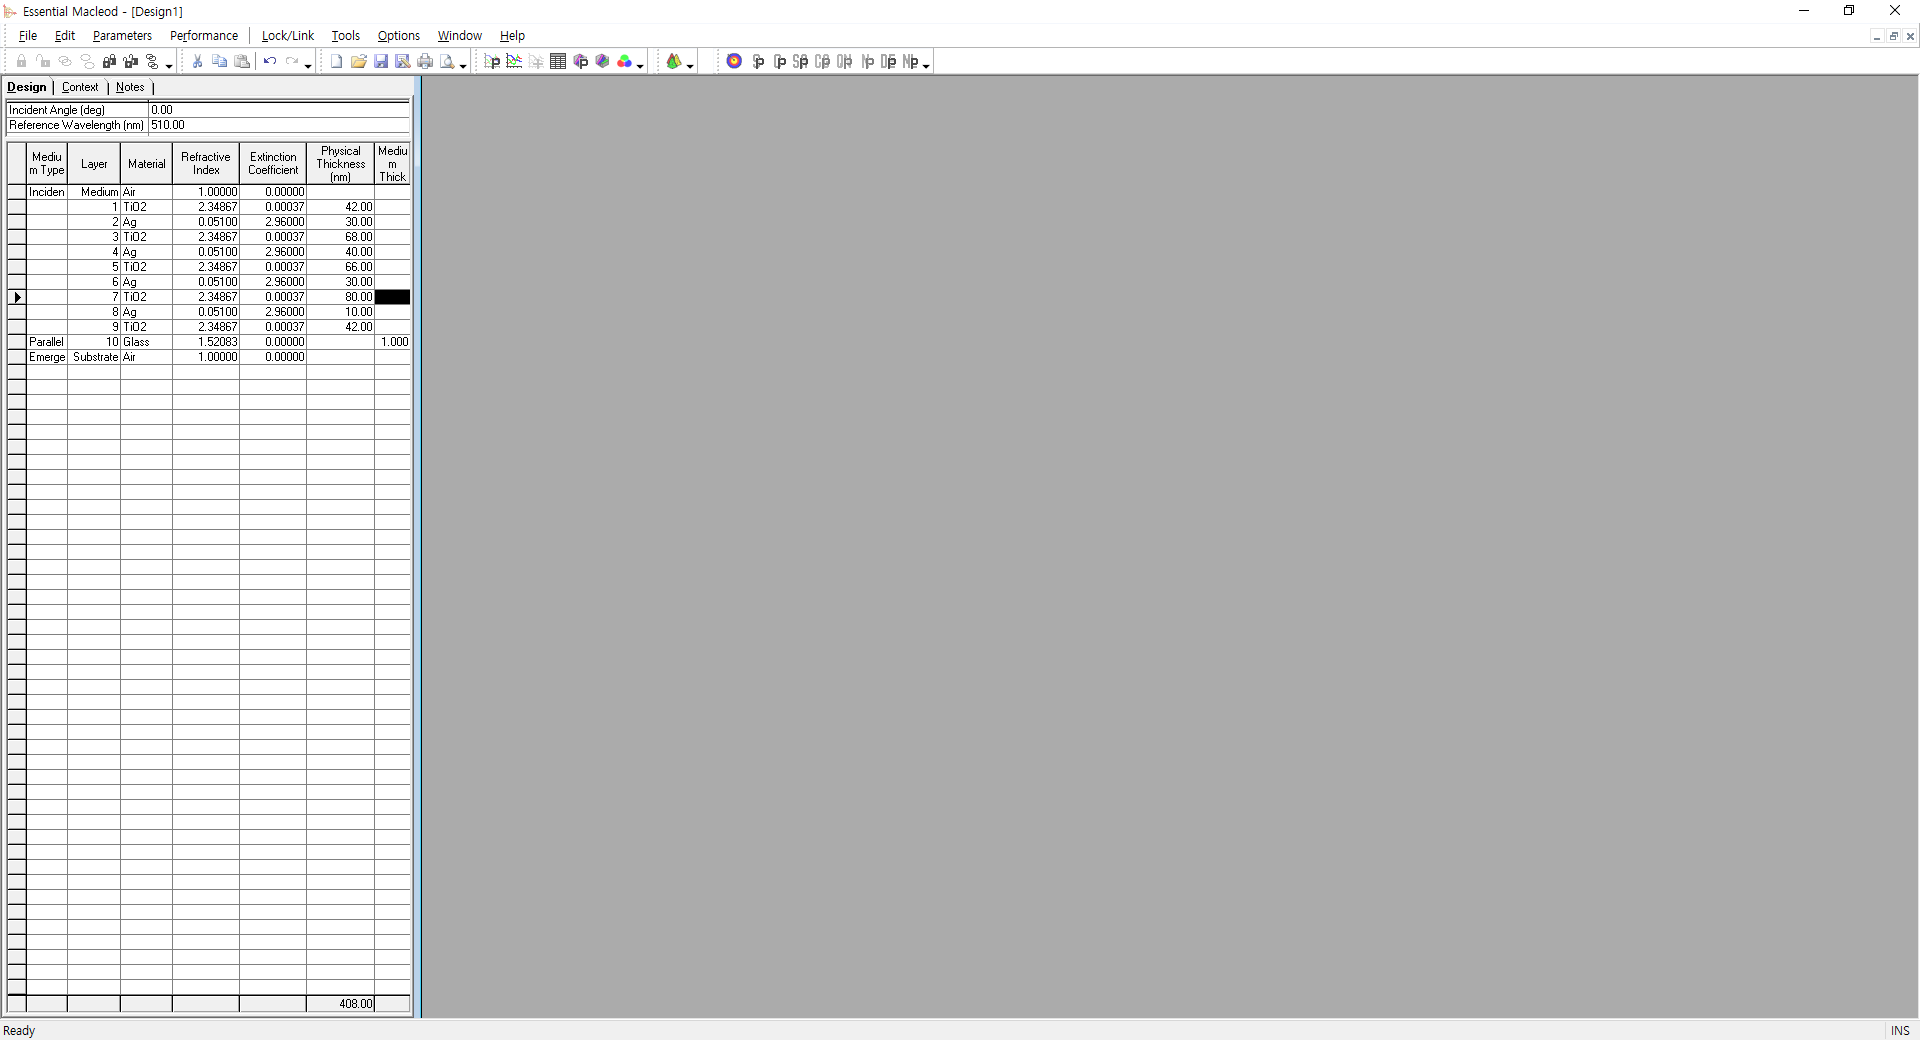 Essential Macleod - [Design1]
File Edit Parameters Performance Lock/Link Tools Options Window Help
Design Context Notes
Incident Angle (deg) 0.00
Reference Wavelength (nm) 510.00
Medium Type Layer Material Refractive Index Extinction Coefficient Physical Thickness (nm) Medium Thick
Inciden Medium Air 1.00000 0.00000
1 TiO2 2.34867 0.00037 42.00
2 Ag 0.05100 2.96000 30.00
3 TiO2 2.34867 0.00037 68.00
4 Ag 0.05100 2.96000 40.00
5 TiO2 2.34867 0.00037 66.00
6 Ag 0.05100 2.96000 30.00
7 TiO2 2.34867 0.00037 80.00
8 Ag 0.05100 2.96000 10.00
9 TiO2 2.34867 0.00037 42.00
Parallel 10 Glass 1.52083 0.00000 1.000
Emerge Substrate Air 1.00000 0.00000
408.00
Ready INS